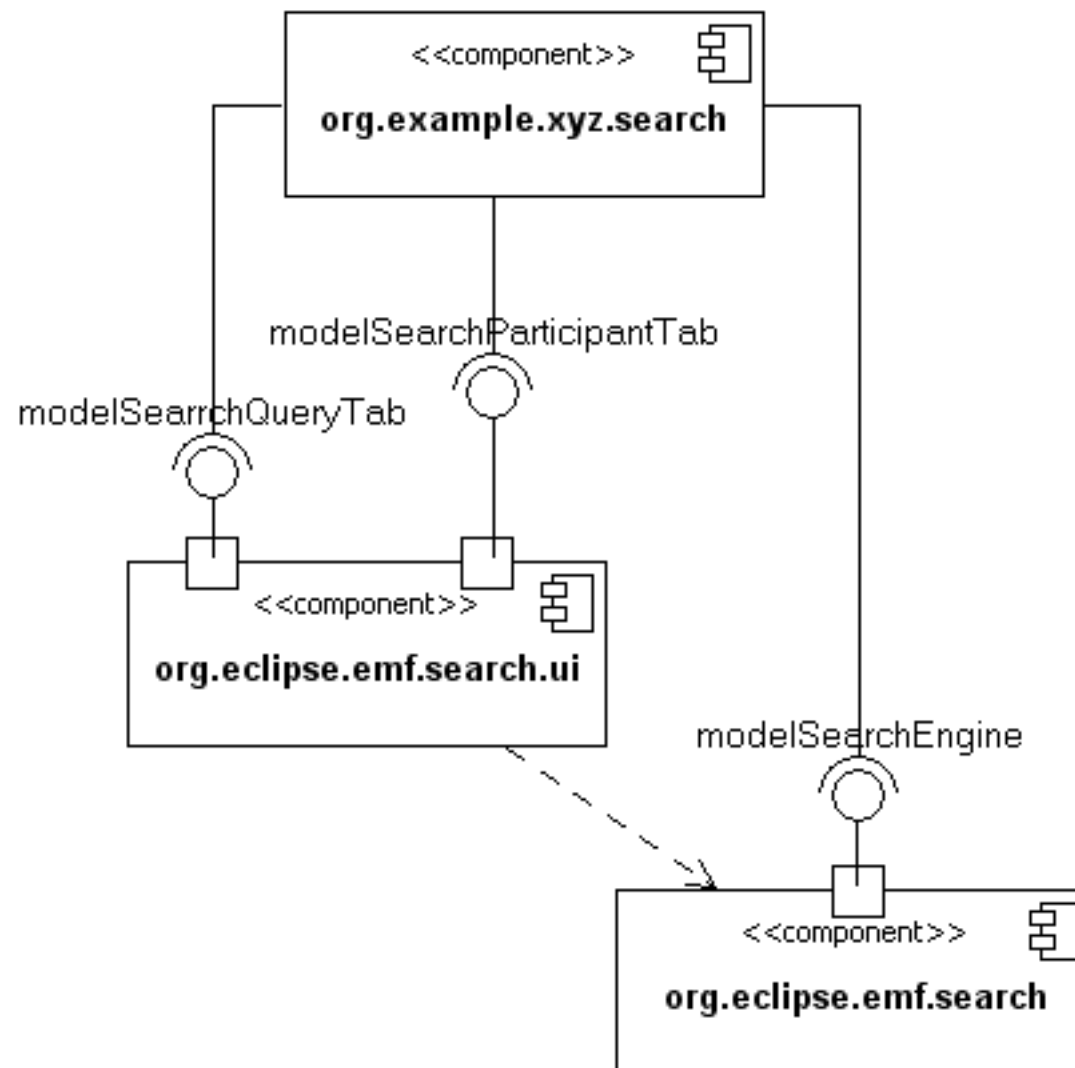 <<component>>
org.example.xyz.search
modelSearchParticipantTab
modelSearrchQueryTab
<<component>>
org.eclipse.emf.search.ui
modelSearchEngine
<<component>>
org.eclipse.emf.search